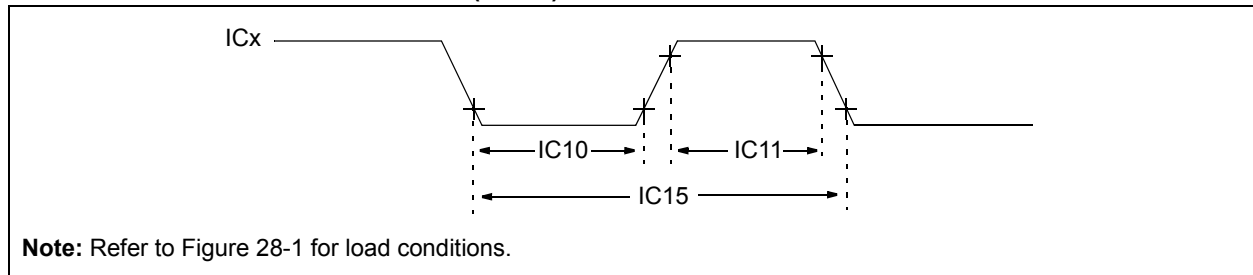 ICx
IC10
IC11
IC15
Note: Refer to Figure 28-1 for load conditions.